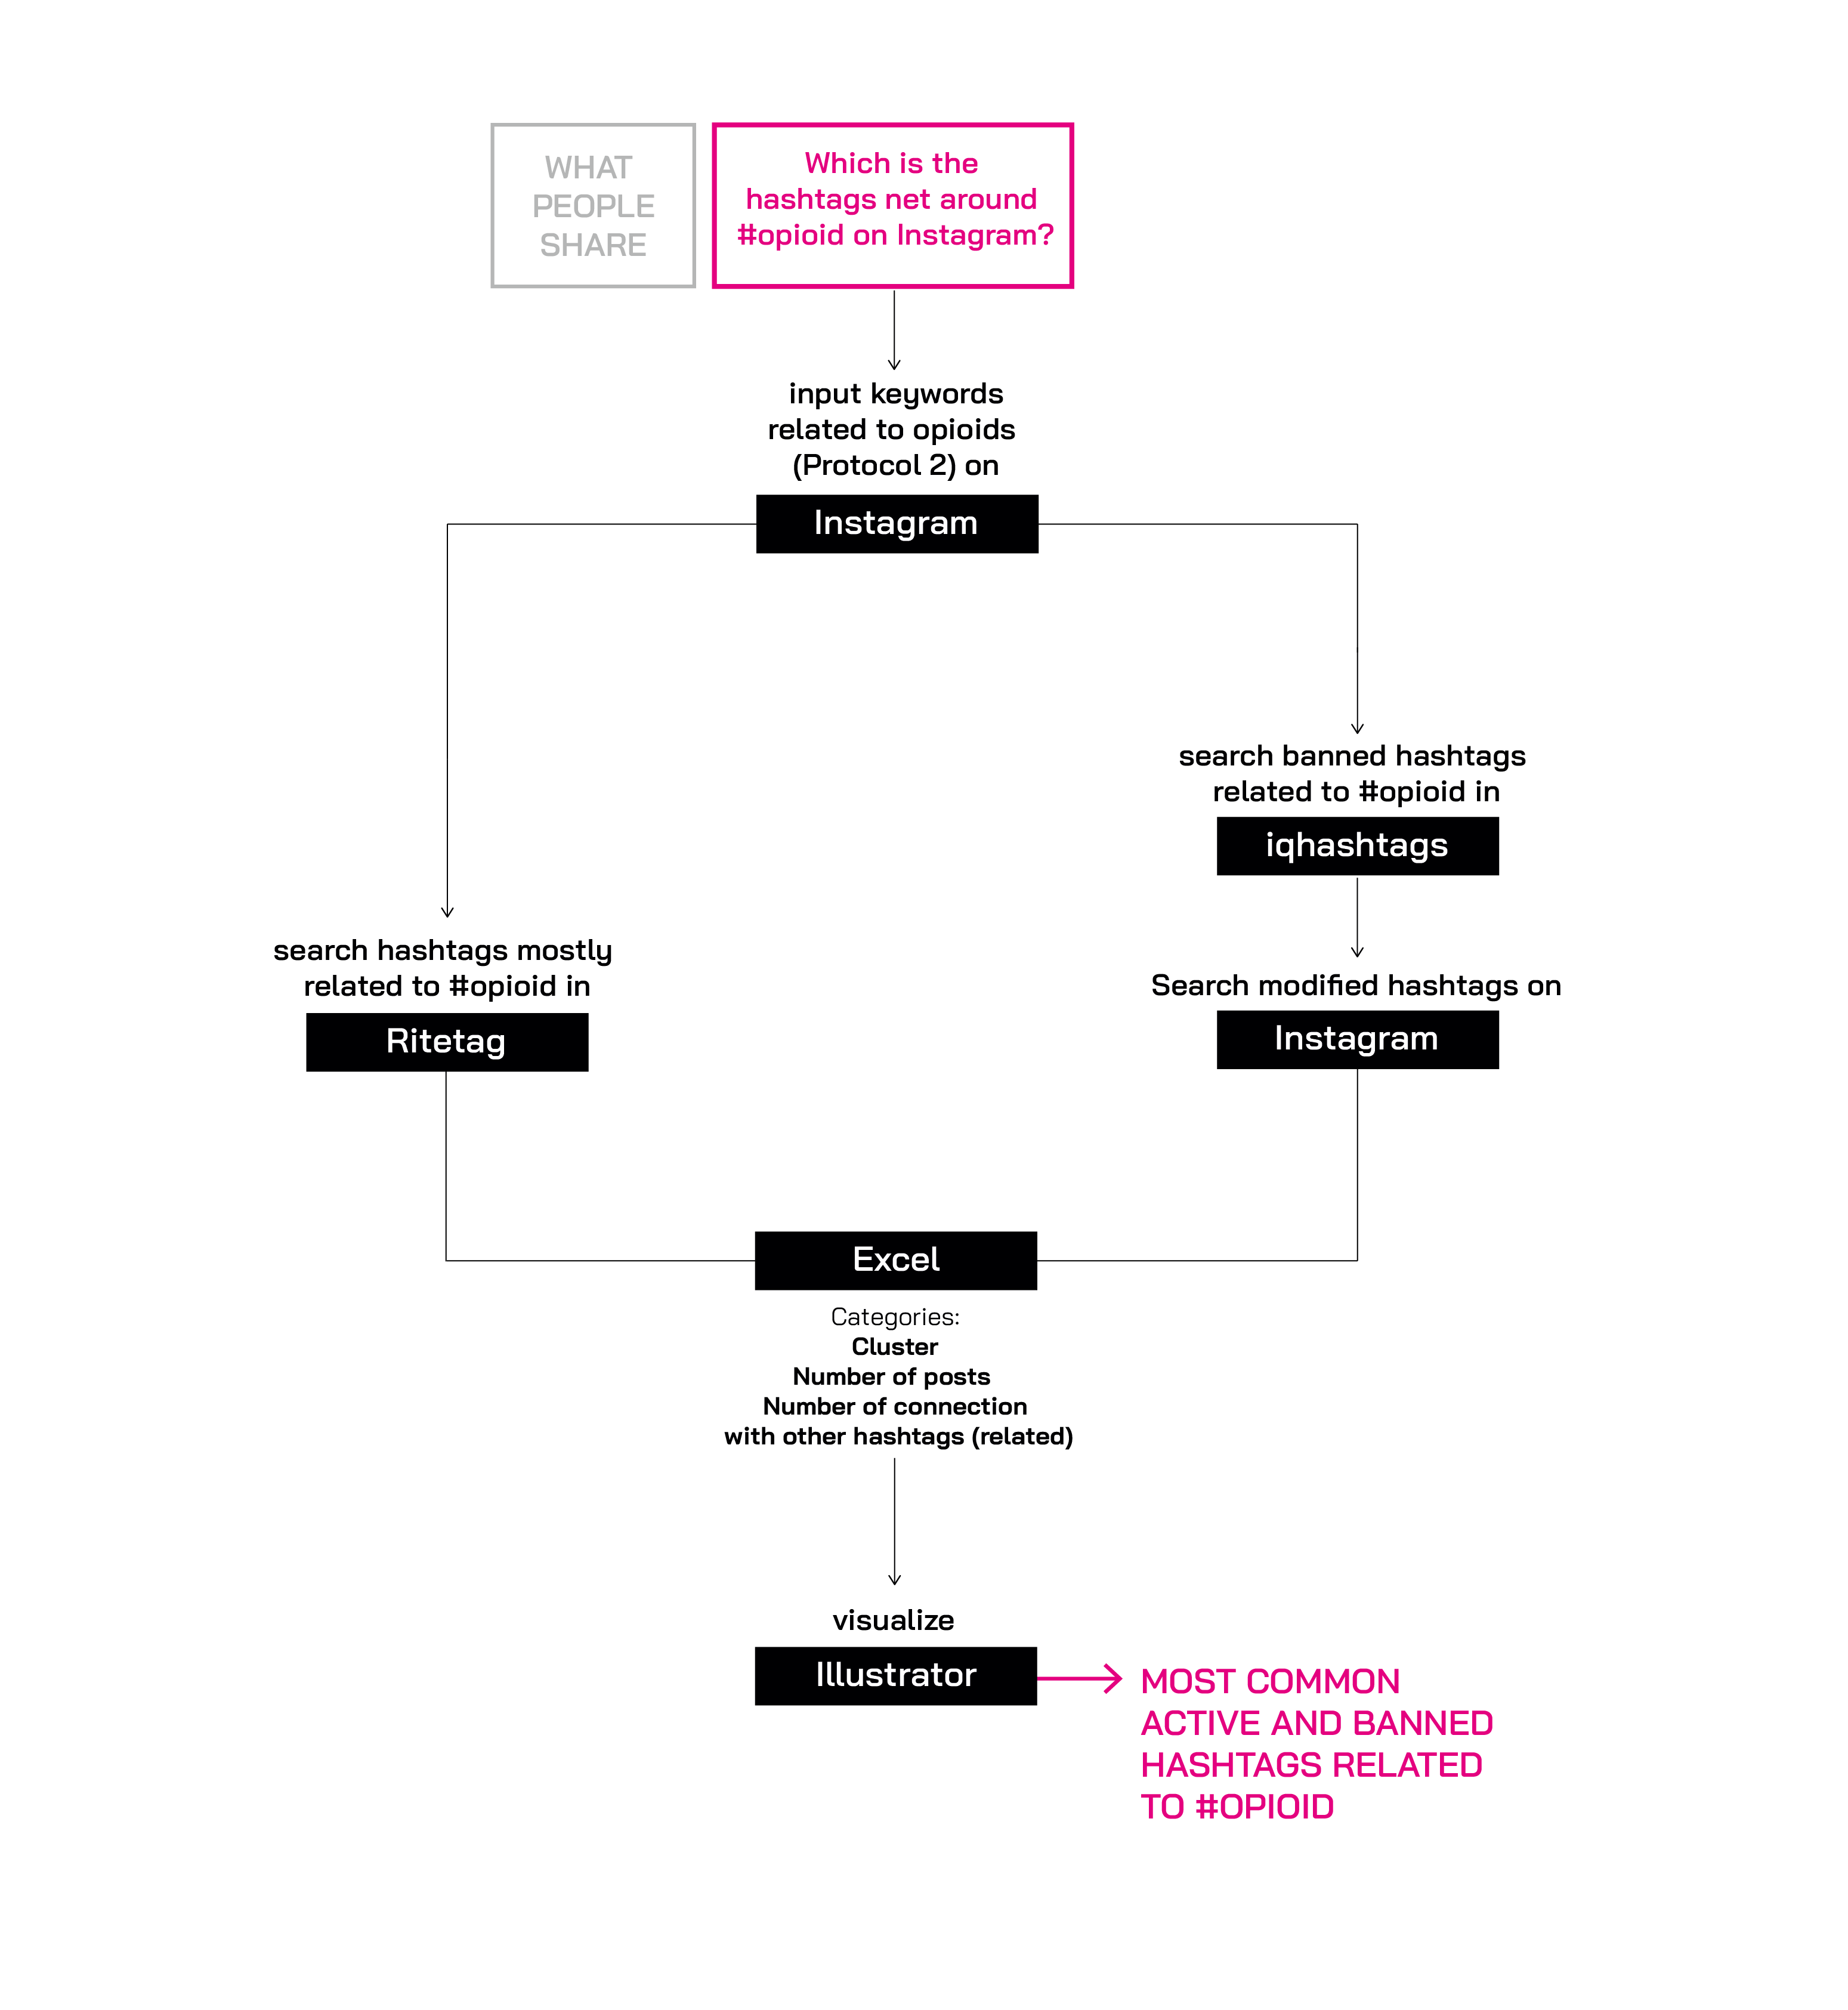 WHAT
PEOPLE
SHARE
Which is the
hashtags net around
#opioid on Instagram?
input keywords
related to opioids
(Protocol 2) on
Instagram
search banned hashtags
related to #opioid in
iqhashtags
search hashtags mostly
related to #opioid in
Ritetag
Search modified hashtags on
Instagram
Excel
Categories:
Cluster
Number of posts
Number of connection
with other hashtags (related)
visualize
Illustrator
MOST COMMON
ACTIVE AND BANNED
HASHTAGS RELATED
TO #OPIOID